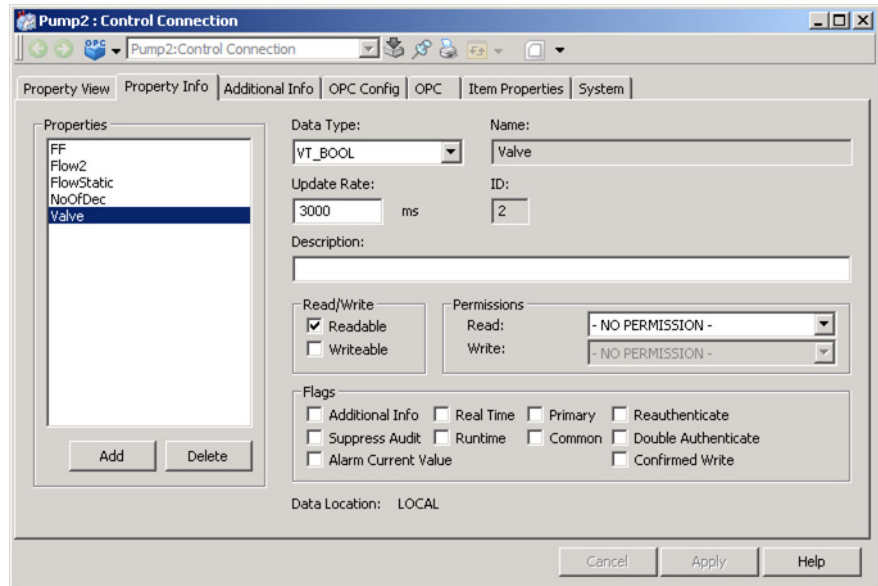 Pump2 : Control Connection
OPC Pump2:Control Connection
Property View Property Info Additional Info OPC Config OPC Item Properties System
Properties
FF
Flow2
FlowStatic
NoOfDec
Valve
Add Delete
Data Type: Name:
VT_BOOL Valve
Update Rate: ID:
3000 ms 2
Description:
Read/Write Permissions
Readable Read: - NO PERMISSION -
Writeable Write: - NO PERMISSION -
Flags
Additional Info Real Time Primary Reauthenticate
Suppress Audit Runtime Common Double Authenticate
Alarm Current Value Confirmed Write
Data Location: LOCAL
Cancel Apply Help